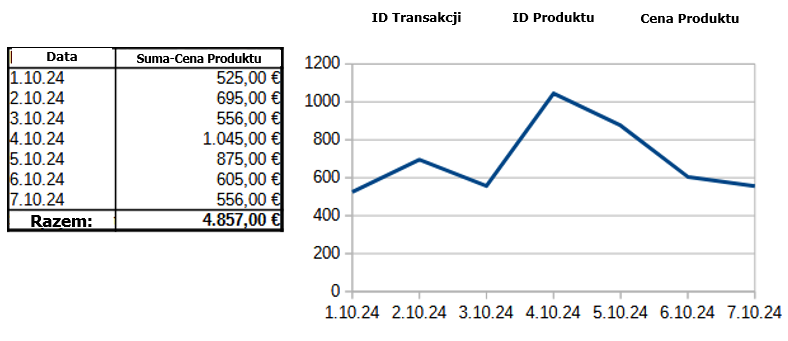 ID Transakcji ID Produktu Cena Produktu
Data Suma-Cena Produktu
1.10.24 525,00 €
2.10.24 695,00 €
3.10.24 556,00 €
4.10.24 1.045,00 €
5.10.24 875,00 €
6.10.24 605,00 €
7.10.24 556,00 €
Razem: 4.857,00 €
1200
1000
800
600
400
200
0
1.10.24 2.10.24 3.10.24 4.10.24 5.10.24 6.10.24 7.10.24